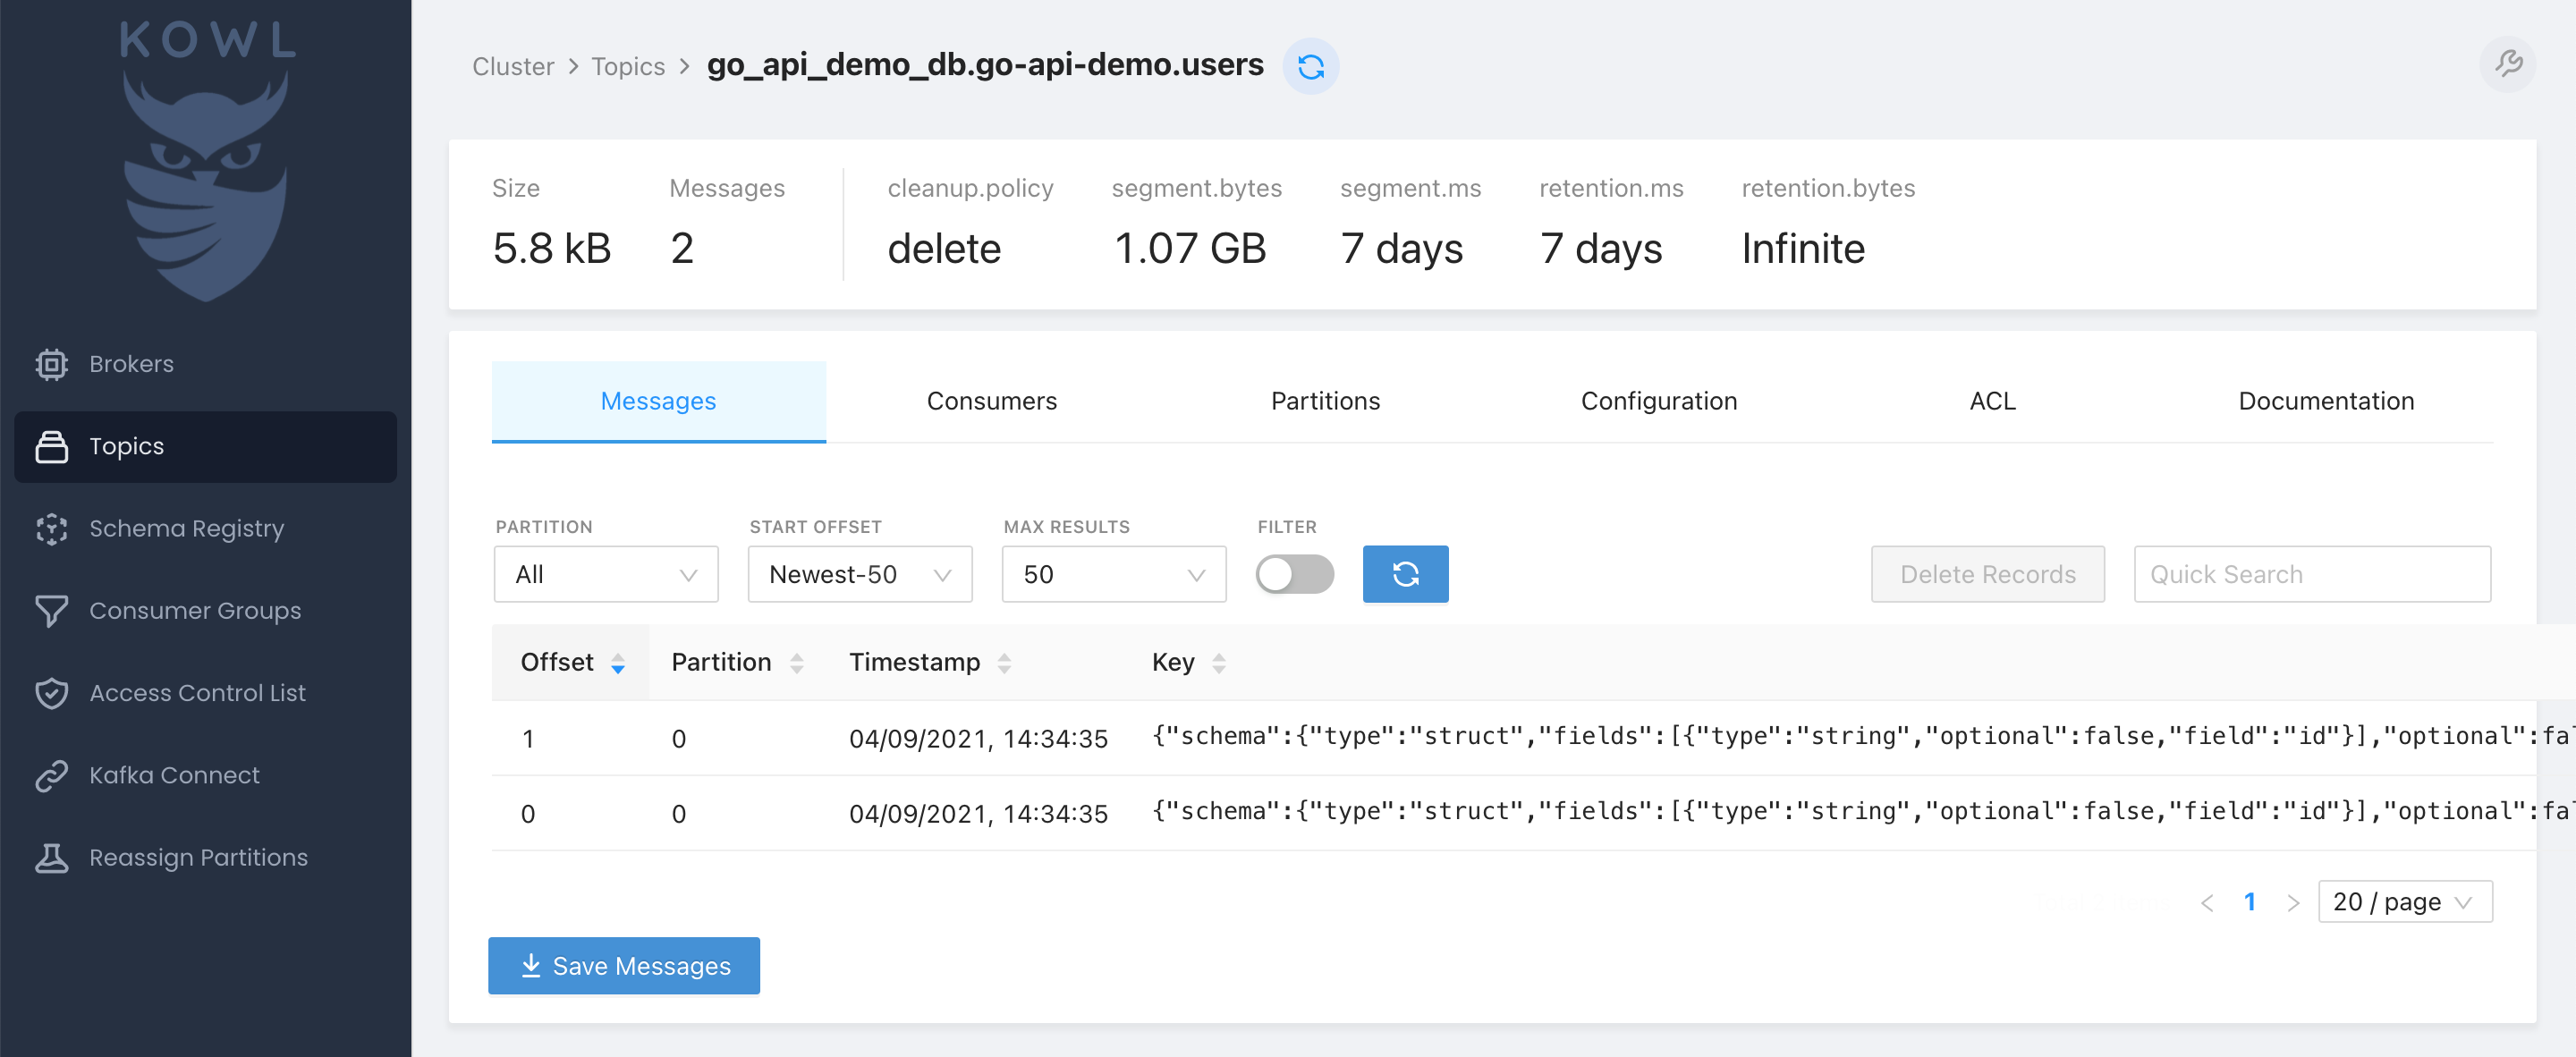 KOWL
Brokers
Topics
Schema Registry
Consumer Groups
Access Control List
Kafka Connect
Reassign Partitions
Cluster > Topics > go_api_demo_db.go-api-demo.users
Size Messages cleanup.policy segment.bytes segment.ms retention.ms retention.bytes
5.8 kB 2 delete 1.07 GB 7 days 7 days Infinite
Messages Consumers Partitions Configuration ACL Documentation
PARTITION START OFFSET MAX RESULTS FILTER
All Newest-50 50 Delete Records Quick Search
Offset Partition Timestamp Key
1 0 04/09/2021, 14:34:35 {"schema":{"type":"struct","fields":[{"type":"string","optional":false,"field":"id"}],"optional":fal
0 0 04/09/2021, 14:34:35 {"schema":{"type":"struct","fields":[{"type":"string","optional":false,"field":"id"}],"optional":fal
< 1 > 20 / page
Save Messages